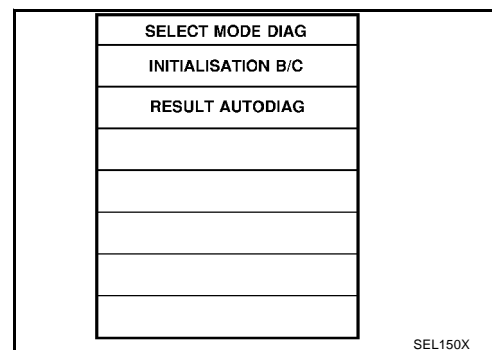 SELECT MODE DIAG
INITIALISATION B/C
RESULT AUTODIAG
SEL150X